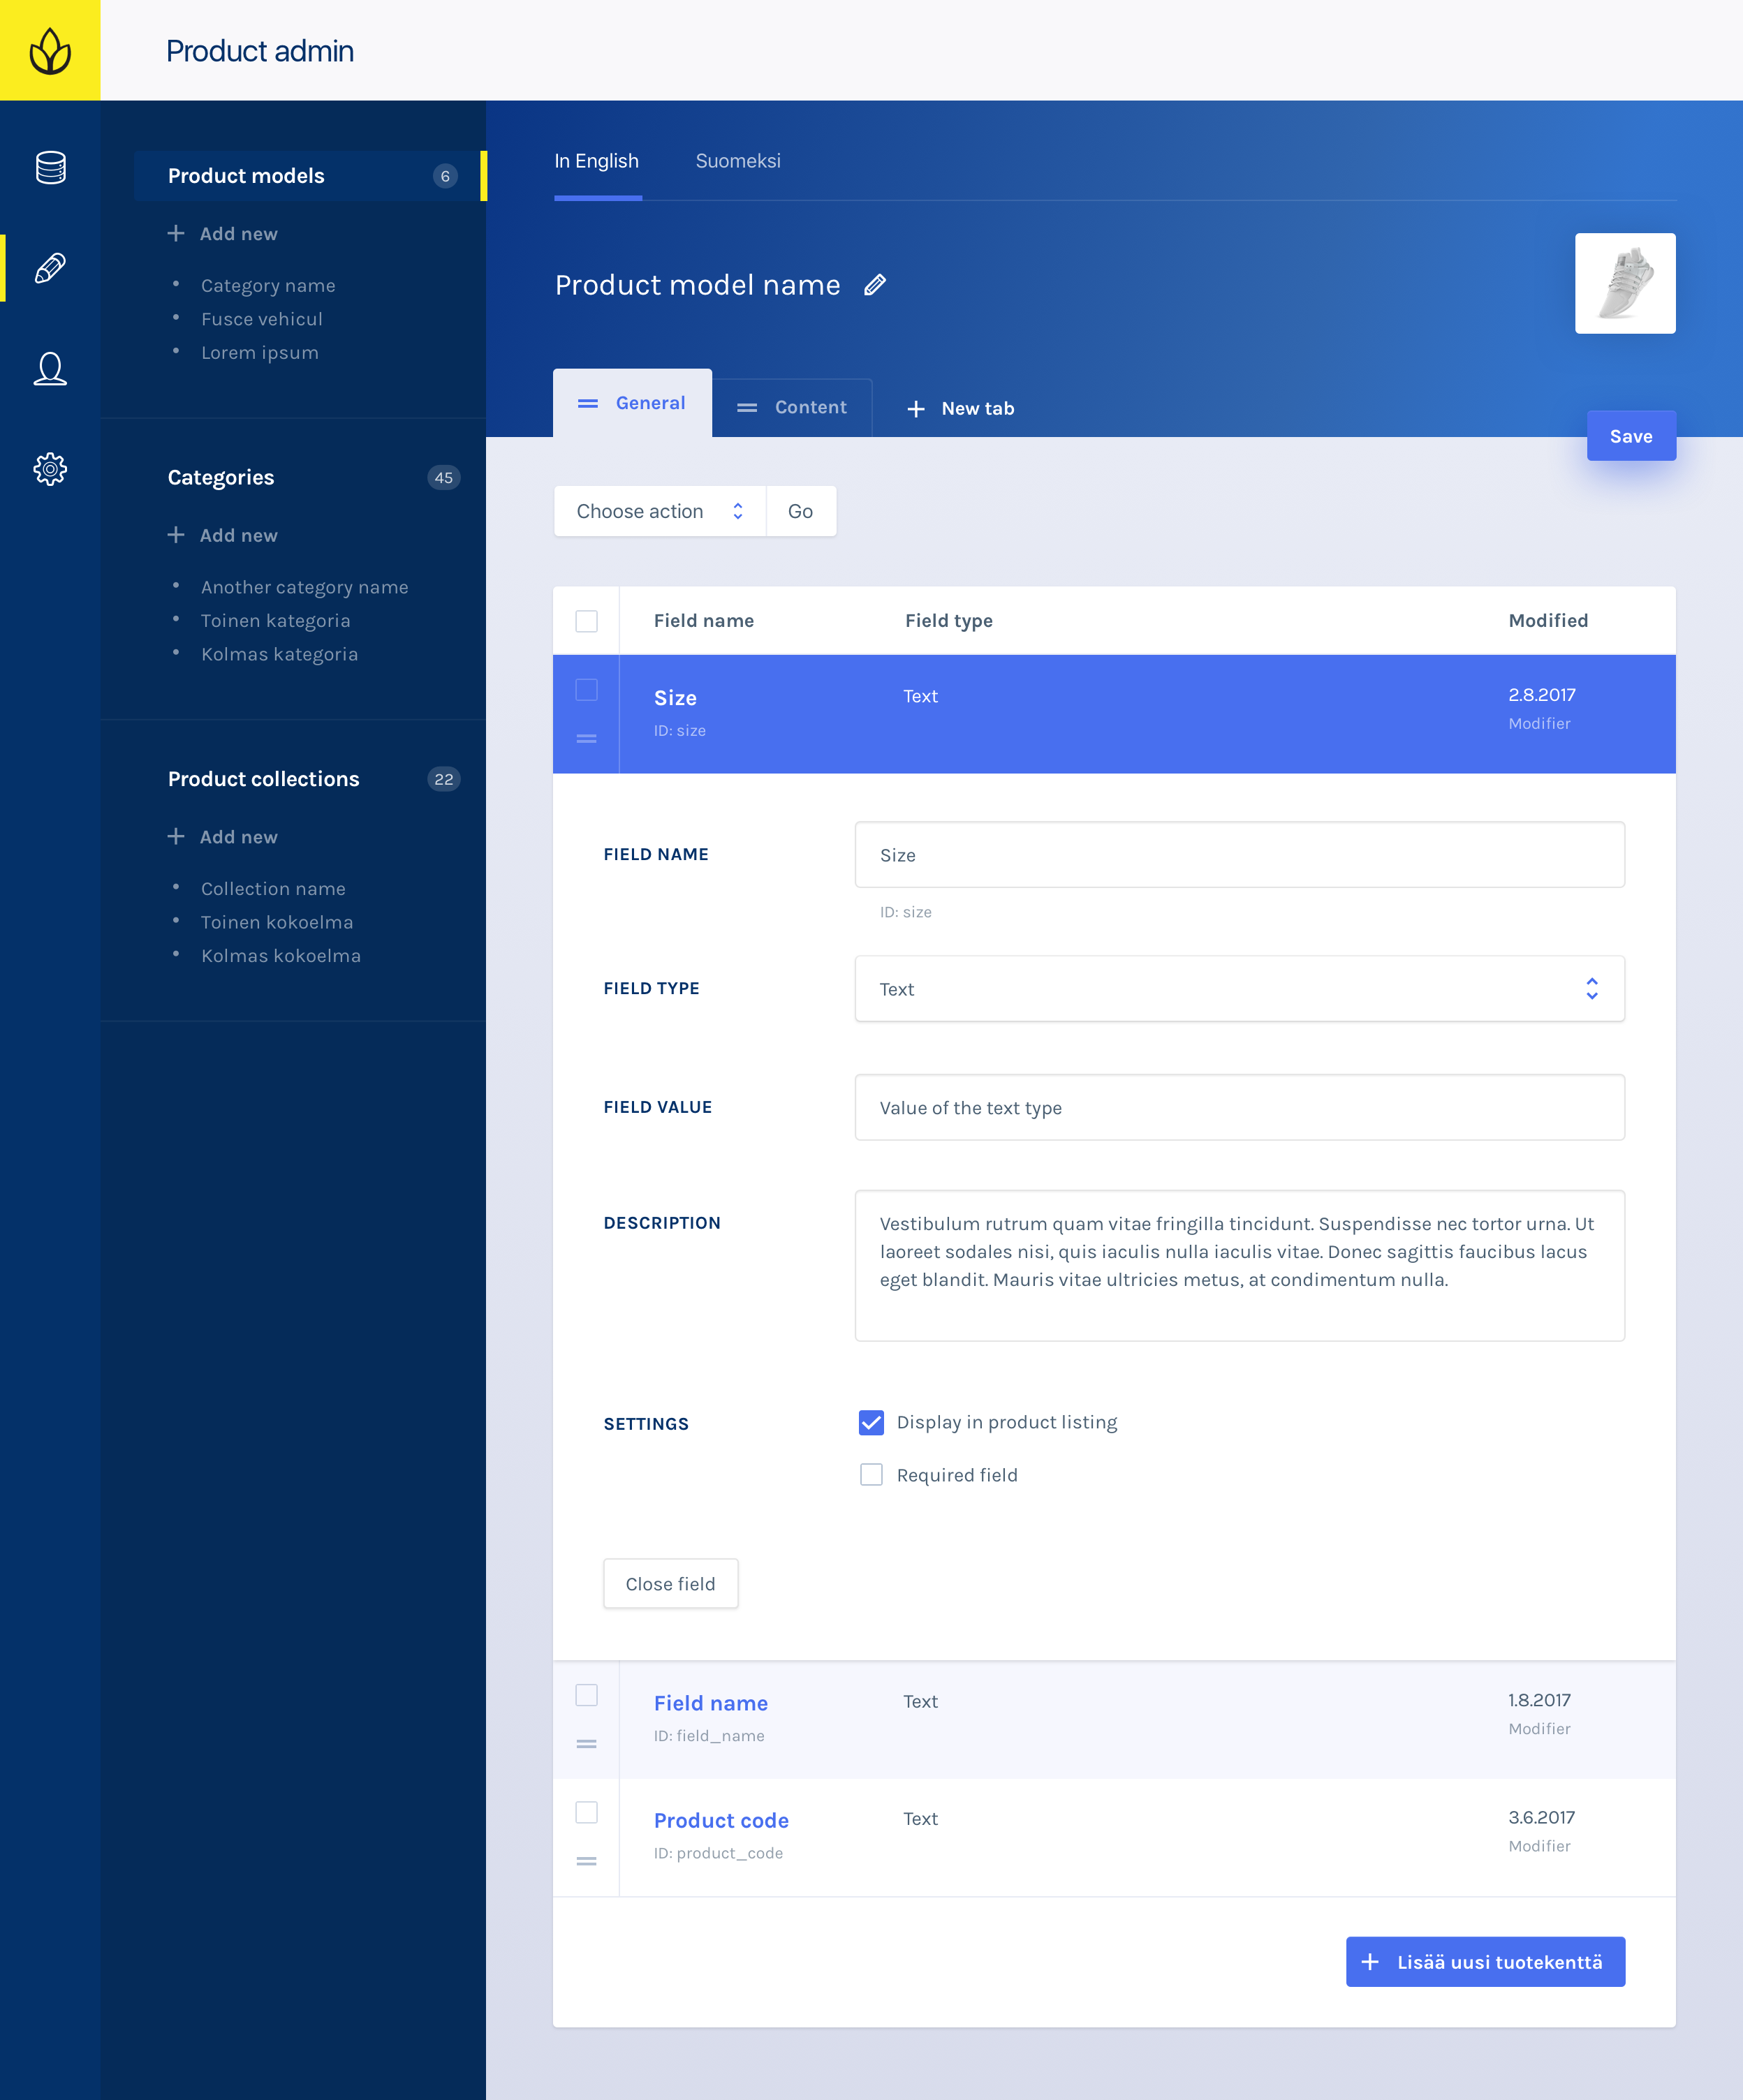 Product admin
Product models 6
Add new
Category name
Fusce vehicul
Lorem ipsum
Categories 45
Add new
Another category name
Toinen kategoria
Kolmas kategoria
Product collections 22
Add new
Collection name
Toinen kokoelma
Kolmas kokoelma
In English Suomeksi
Product model name
General Content New tab
Save
Choose action Go
Field name Field type Modified
Size Text 2.8.2017
ID: size Modifier
FIELD NAME Size
ID: size
FIELD TYPE Text
FIELD VALUE Value of the text type
DESCRIPTION Vestibulum rutrum quam vitae fringilla tincidunt. Suspendisse nec tortor urna. Ut
laoreet sodales nisi, quis iaculis nulla iaculis vitae. Donec sagittis faucibus lacus
eget blandit. Mauris vitae ultricies metus, at condimentum nulla.
SETTINGS Display in product listing
Required field
Close field
Field name Text 1.8.2017
ID: field_name Modifier
Product code Text 3.6.2017
ID: product_code Modifier
Lisää uusi tuotekenttä